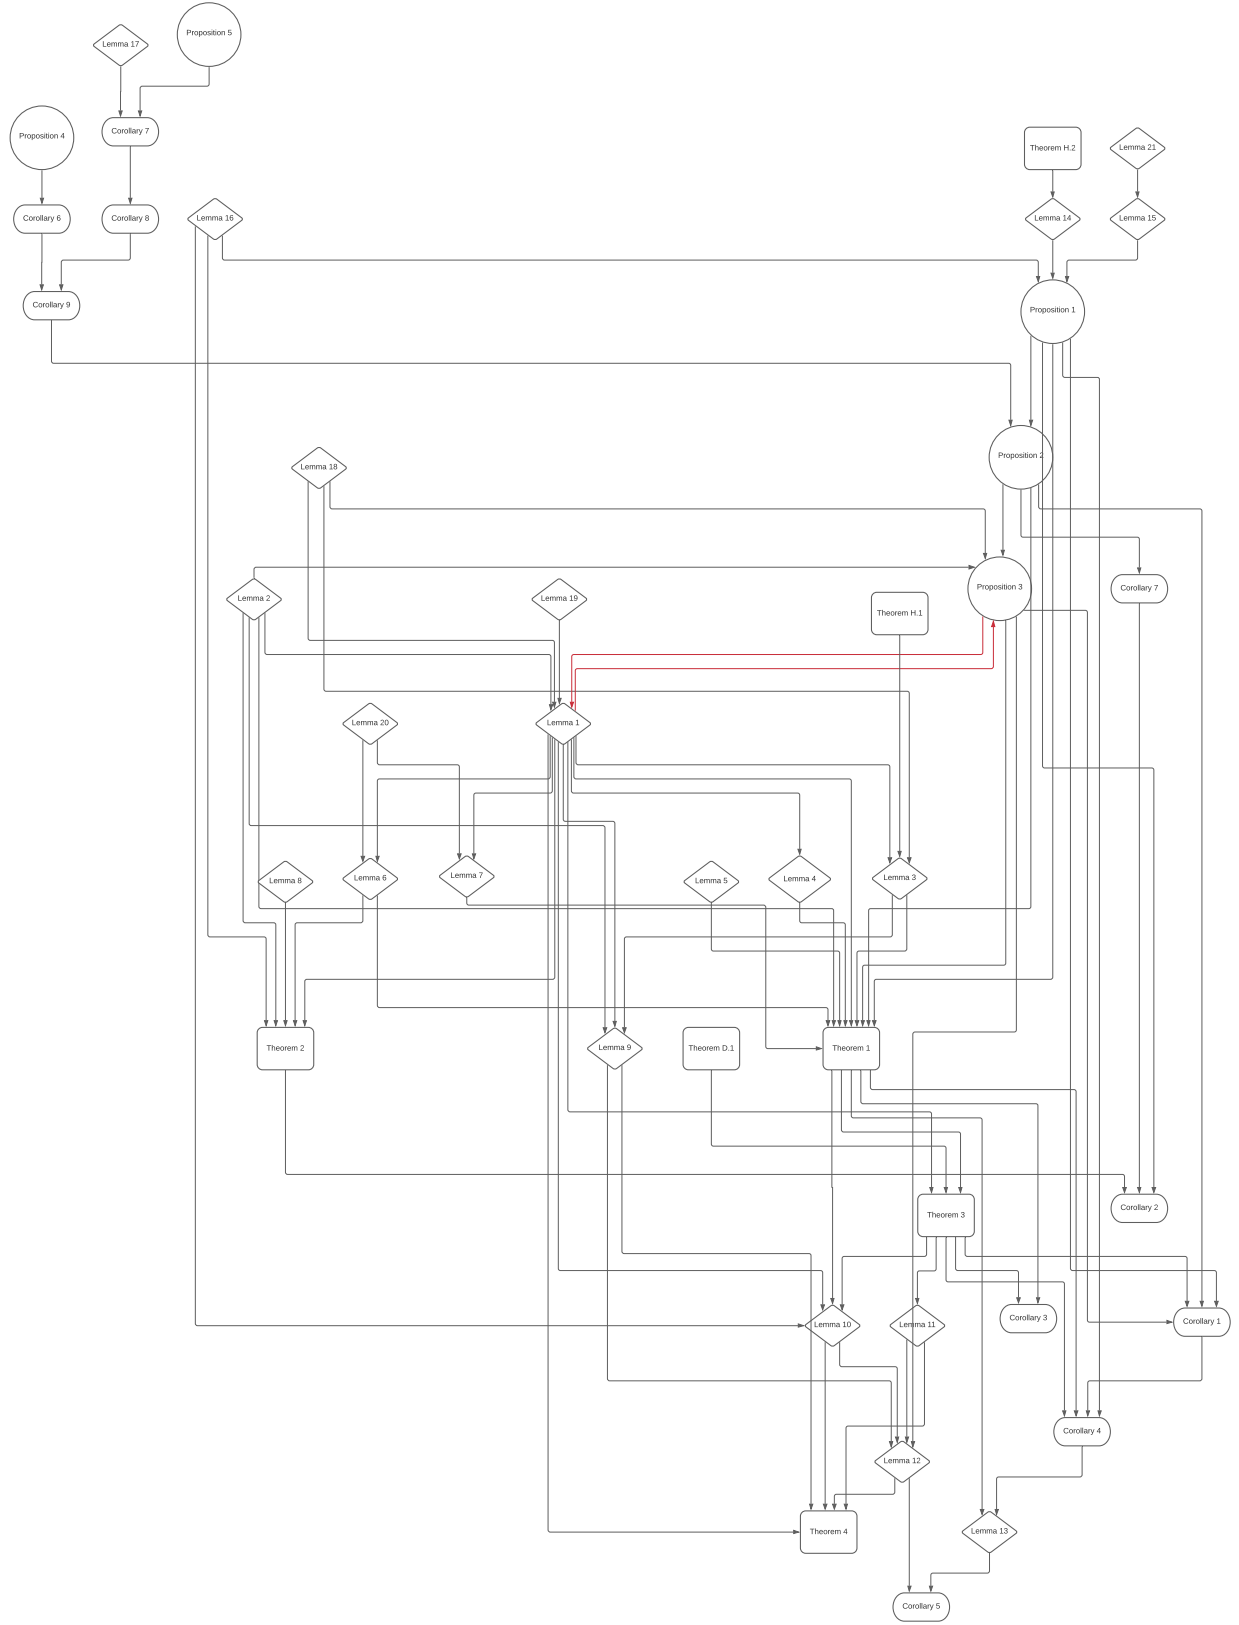 Proposition 5
Lemma 17
Corollary 7
Proposition 4
Theorem H.2
Lemma 21
Corollary 6
Corollary 8
Lemma 16
Lemma 14
Lemma 15
Corollary 9
Proposition 1
Proposition 2
Lemma 18
Proposition 3
Corollary 7
Lemma 2
Lemma 19
Theorem H.1
Lemma 20
Lemma 1
Lemma 8
Lemma 6
Lemma 7
Lemma 5
Lemma 4
Lemma 3
Theorem 2
Lemma 9
Theorem D.1
Theorem 1
Theorem 3
Corollary 2
Lemma 10
Lemma 11
Corollary 3
Corollary 1
Corollary 4
Lemma 12
Theorem 4
Lemma 13
Corollary 5